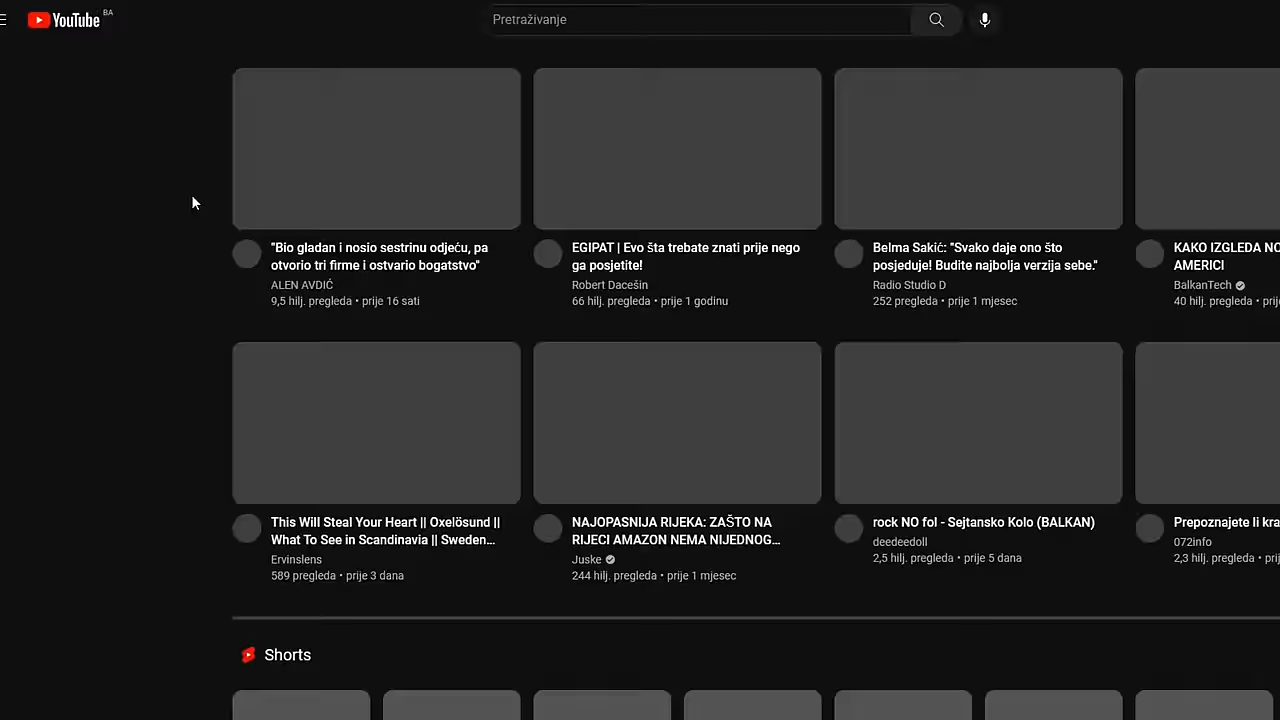 YouTube BA
Pretraživanje
"Bio gladan i nosio sestrinu odjeću, pa
otvorio tri firme i ostvario bogatstvo"
ALEN AVDIĆ
9,5 hilj. pregleda • prije 16 sati
EGIPAT | Evo šta trebate znati prije nego
ga posjetite!
Robert Dacešin
66 hilj. pregleda • prije 1 godinu
Belma Sakić: "Svako daje ono što
posjeduje! Budite najbolja verzija sebe."
Radio Studio D
252 pregleda • prije 1 mjesec
KAKO IZGLEDA
AMERICI
BalkanTech
40 hilj. pregleda •
This Will Steal Your Heart || Oxelösund ||
What To See in Scandinavia || Sweden...
Ervinslens
589 pregleda • prije 3 dana
NAJOPASNIJA RIJEKA: ZAŠTO NA
RIJECI AMAZON NEMA NIJEDNOG...
Juske
244 hilj. pregleda • prije 1 mjesec
rock NO fol - Sejtansko Kolo (BALKAN)
deedeedoll
2,5 hilj. pregleda • prije 5 dana
Prepoznajete li
072info
2,3 hilj. pregleda •
Shorts